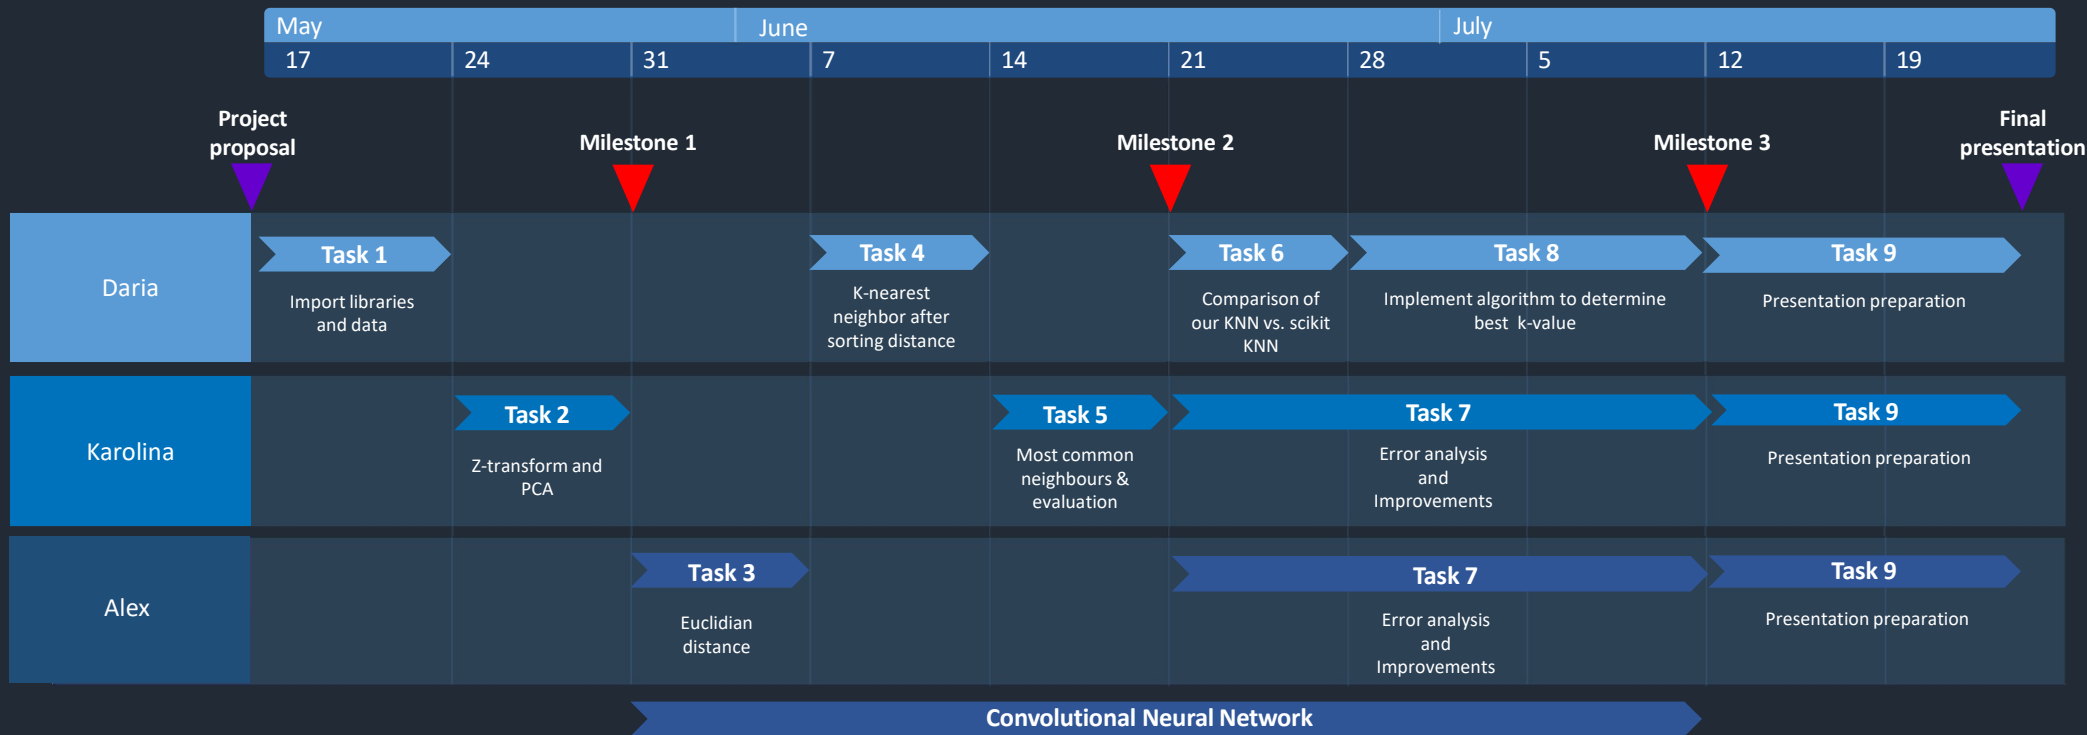 May
June
July
17
24
31
7
14
21
28
5
12
19
Project
proposal
Milestone 1
Milestone 2
Milestone 3
Final
presentation
Daria
Task 1
Import libraries
and data
Task 4
K-nearest
neighbor after
sorting distance
Task 6
Comparison of
our KNN vs. scikit
KNN
Task 8
Implement algorithm to determine
best k-value
Task 9
Presentation preparation
Karolina
Task 2
Z-transform and
PCA
Task 5
Most common
neighbours &
evaluation
Task 7
Error analysis
and
Improvements
Task 9
Presentation preparation
Alex
Task 3
Euclidian
distance
Task 7
Error analysis
and
Improvements
Task 9
Presentation preparation
Convolutional Neural Network